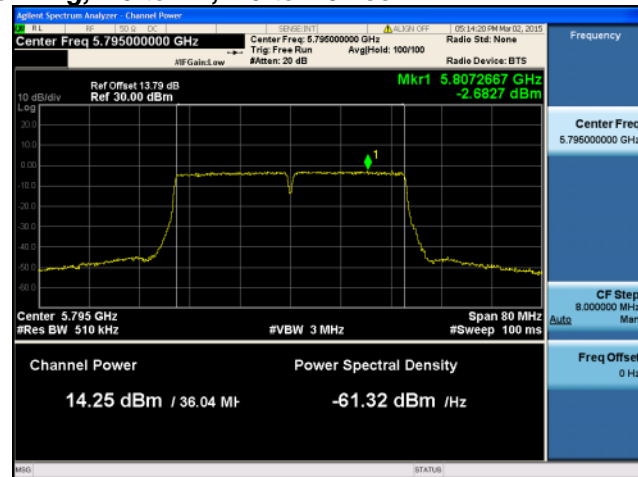 Agilent Spectrum Analyzer - Channel Power
RL RF 50 Ω DC SENSE:INT ALIGN OFF 05:14:20 PM Mar 02, 2015
Center Freq 5.795000000 GHz
Center Freq: 5.795000000 GHz
Radio Std: None
Trig: Free Run Avg|Hold: 100/100
#IFGain:Low #Atten: 20 dB Radio Device: BTS
Frequency
Ref Offset 13.79 dB
10 dB/div Ref 30.00 dBm
Mkr1 5.8072667 GHz
-2.6827 dBm
Log
20.0
10.0
0.00
-10.0
-20.0
-30.0
-40.0
-50.0
-60.0
1
Center Freq
5.795000000 GHz
Center 5.795 GHz Span 80 MHz
#Res BW 510 kHz #VBW 3 MHz #Sweep 100 ms
CF Step
8.000000 MHz
Auto Man
Channel Power Power Spectral Density
14.25 dBm / 36.04 MH -61.32 dBm /Hz
Freq Offset
0 Hz
MSG STATUS